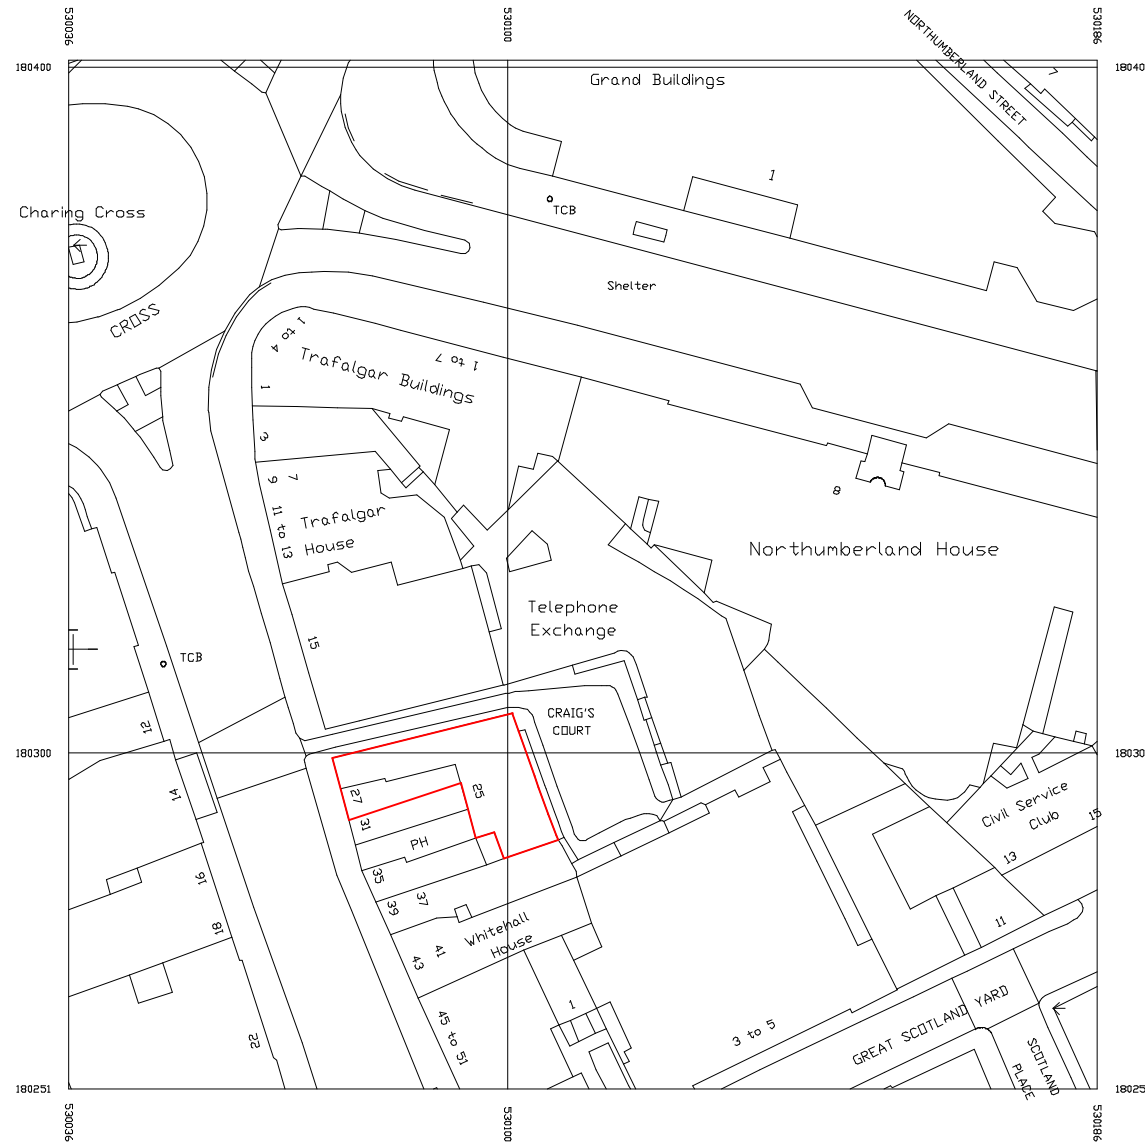 530036
530100
530186
180400
18040
Grand Buildings
NORTHUMBERLAND STREET
7
1
TCB
Charing Cross
CROSS
Shelter
1 to 4
Trafalgar Buildings
1 to 7
1
3
9
7
11 to 13
Trafalgar
House
8
Northumberland House
Telephone
Exchange
15
TCB
CRAIG'S
COURT
12
180300
18030
14
27
25
31
PH
35
37
39
16
18
Whitehall
House
41
43
45 to 51
22
1
3 to 5
Civil Service
Club
15
13
11
GREAT SCOTLAND YARD
SCOTLAND
PLACE
180251
18025
530036
530100
530186